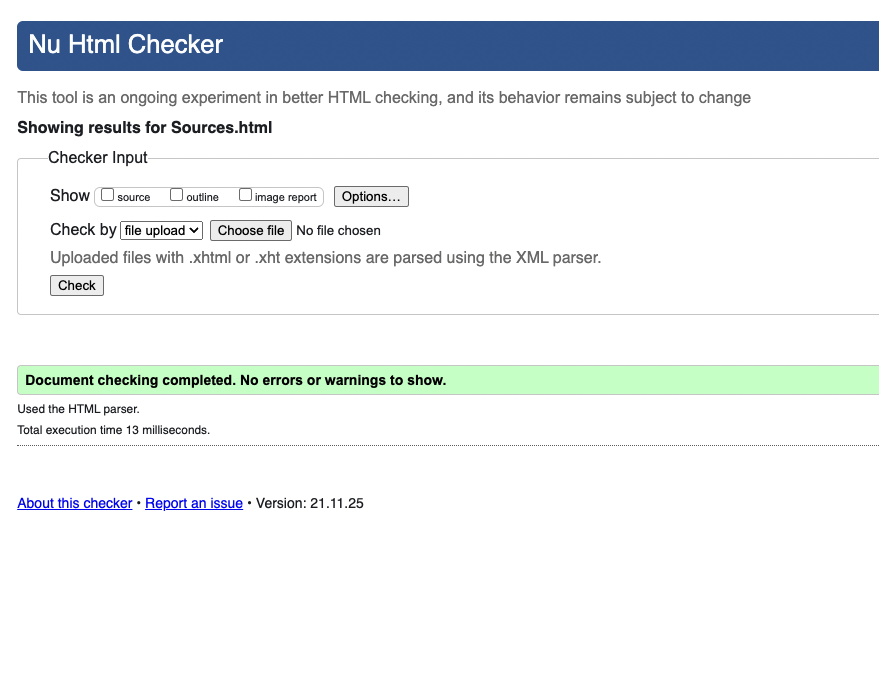 Nu Html Checker
This tool is an ongoing experiment in better HTML checking, and its behavior remains subject to change
Showing results for Sources.html
Checker Input
Show source outline image report Options…
Check by file upload Choose file No file chosen
Uploaded files with .xhtml or .xht extensions are parsed using the XML parser.
Check
Document checking completed. No errors or warnings to show.
Used the HTML parser.
Total execution time 13 milliseconds.
About this checker • Report an issue • Version: 21.11.25